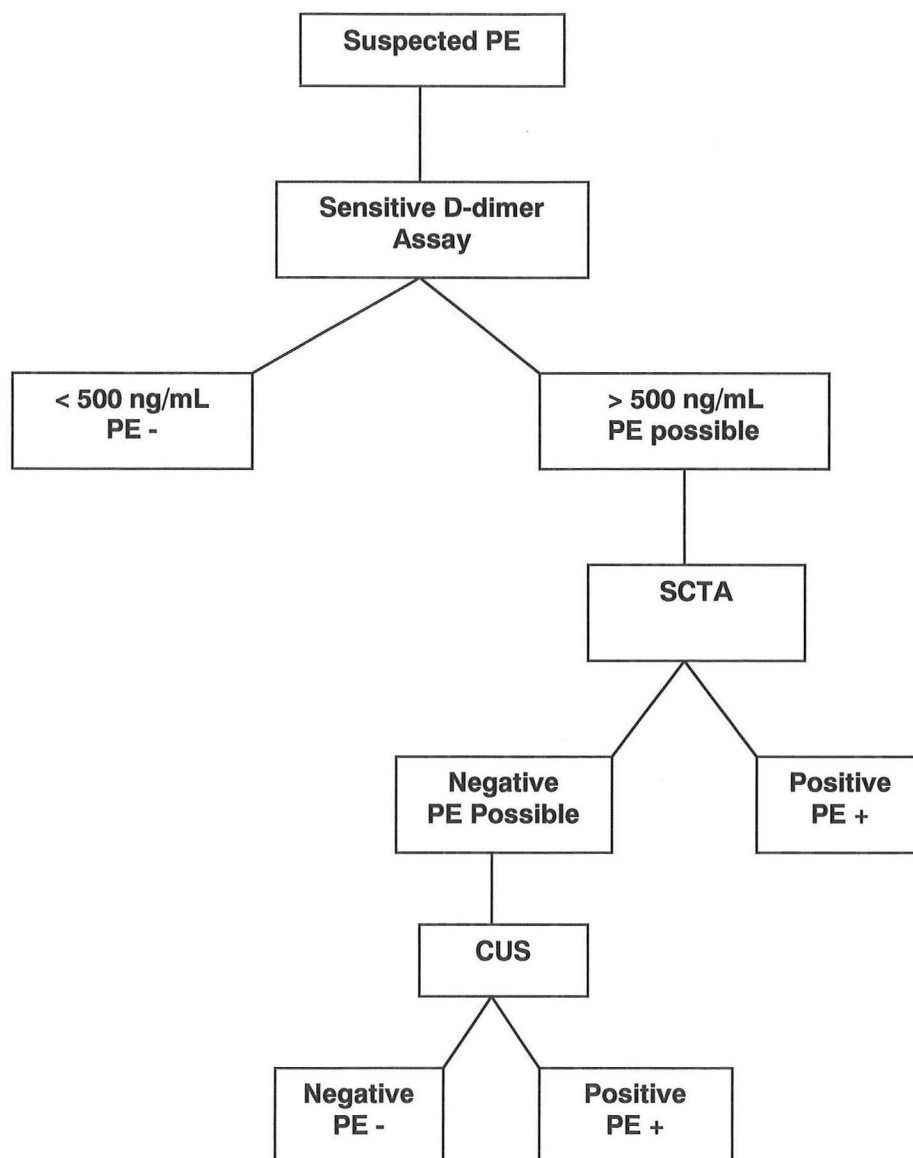 Suspected PE
Sensitive D-dimer
Assay
< 500 ng/mL
PE -
> 500 ng/mL
PE possible
SCTA
Negative
PE Possible
Positive
PE +
CUS
Negative
PE -
Positive
PE +